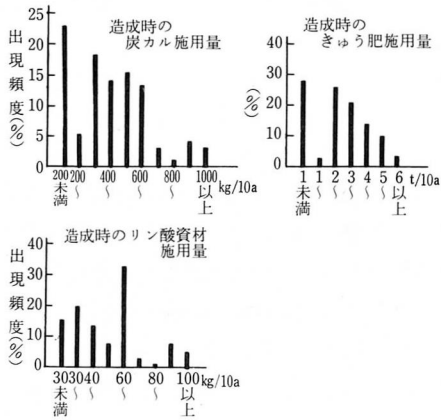 造成時の
炭カル施用量
出現頻度(%)
25
20
15
10
5
0
200未満 200〜 400〜 600〜 800〜 1000以上 kg/10a
造成時の
きゅう肥施用量
(%)
40
30
20
10
0
1未満 1〜 2〜 3〜 4〜 5〜 6以上 t/10a
造成時のリン酸資材
施用量
出現頻度(%)
40
30
20
10
0
30未満 30〜 40〜 60〜 80〜 100以上 kg/10a